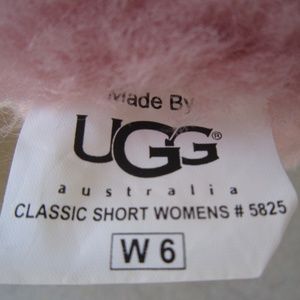 Made By
UGG®
australia
CLASSIC SHORT WOMENS # 5825
W 6